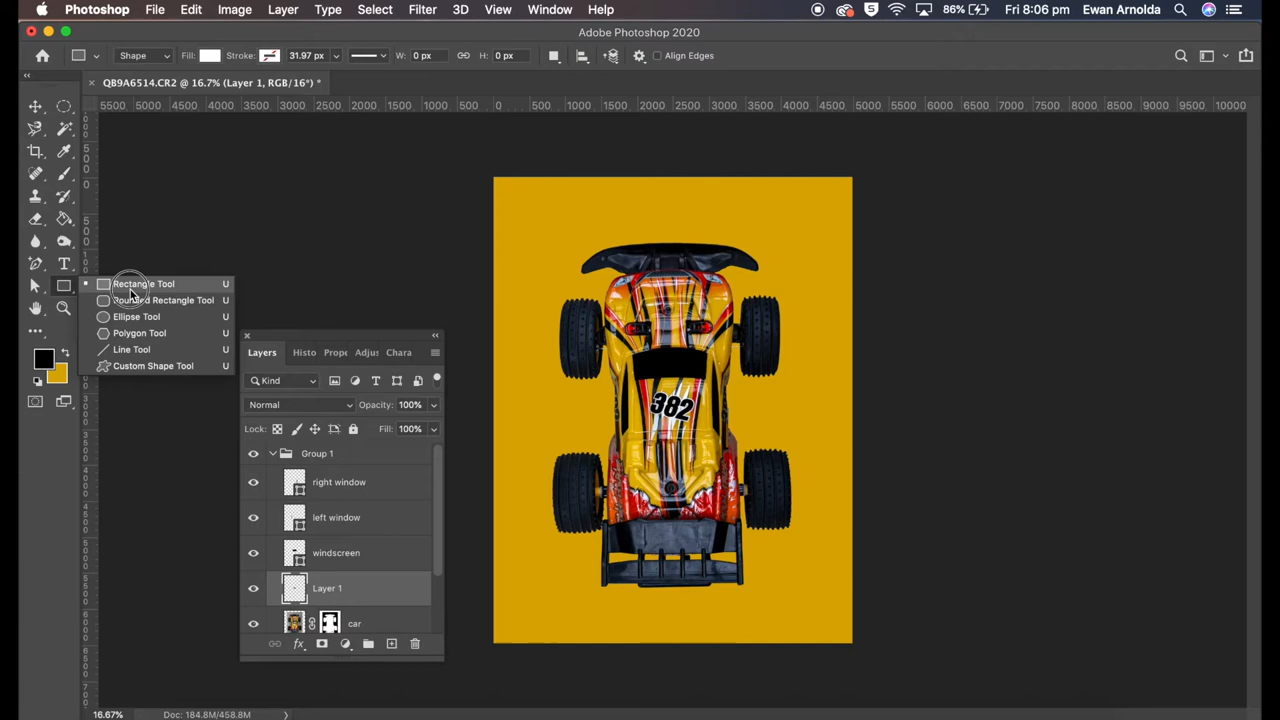 Photoshop File Edit Image Layer Type Select Filter 3D View Window Help 86% Fri 8:06 pm Ewan Arnolda
Adobe Photoshop 2020
Shape Fill: Stroke: 31.97 px W: 0 px H: 0 px Align Edges
QB9A6514.CR2 @ 16.7% (Layer 1, RGB/16*) *
5500 5000 4500 4000 3500 3000 2500 2000 1500 1000 500 0 500 1000 1500 2000 2500 3000 3500 4000 4500 5000 5500 6000 6500 7000 7500 8000 8500 9000 9500 10000
Rectangle Tool U
Rounded Rectangle Tool U
Ellipse Tool U
Polygon Tool U
Line Tool U
Custom Shape Tool U
Layers Histo Prope Adjus Chara
Kind
Normal Opacity: 100%
Lock: Fill: 100%
Group 1
right window
left window
windscreen
Layer 1
car
382
16.67% Doc: 184.8M/458.8M